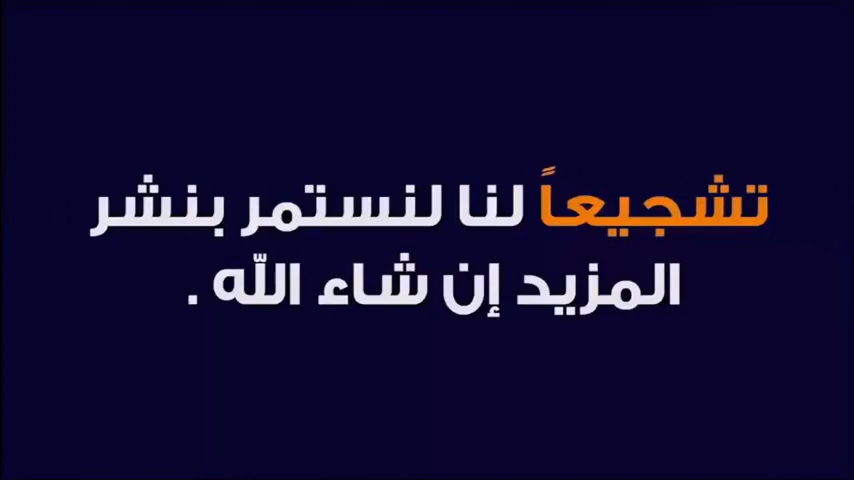 تشجيعاً لنا لنستمر بنشر
المزيد إن شاء الله .